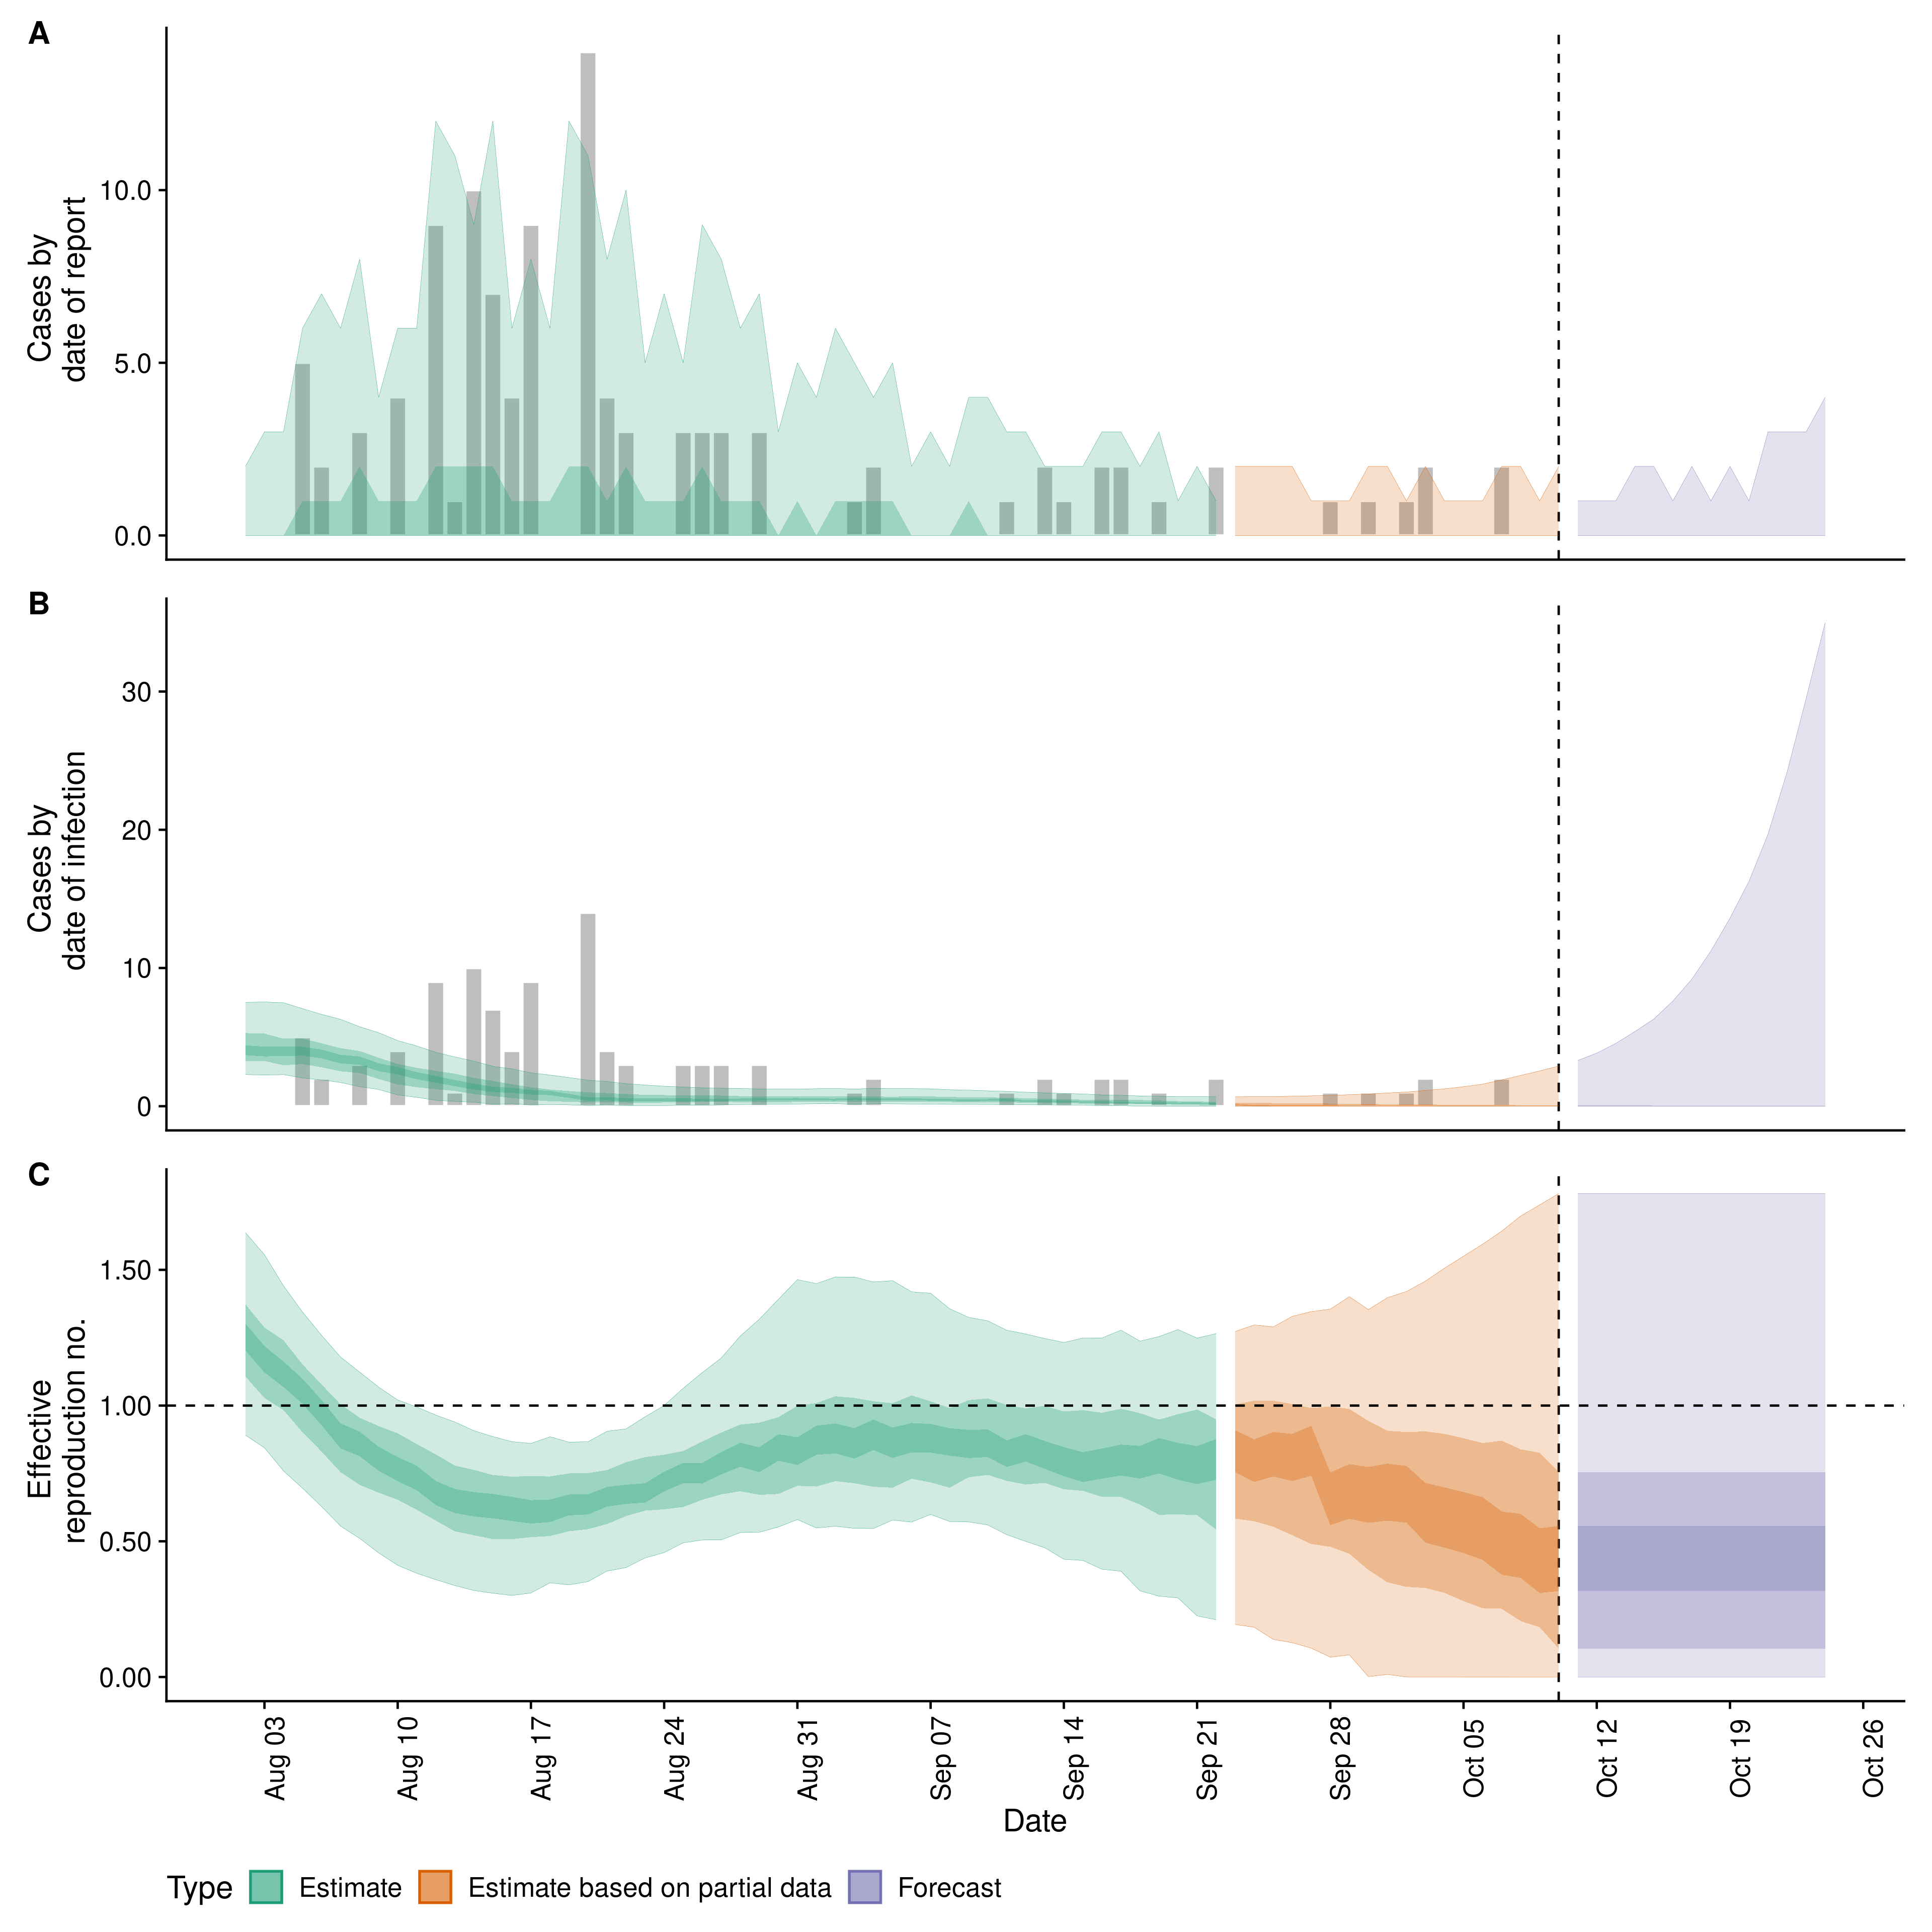 A
Cases by
date of report
10.0
5.0
0.0
B
Cases by
date of infection
30
20
10
0
C
Effective
reproduction no.
1.50
1.00
0.50
0.00
Aug 03
Aug 10
Aug 17
Aug 24
Aug 31
Sep 07
Sep 14
Sep 21
Sep 28
Oct 05
Oct 12
Oct 19
Oct 26
Date
Type Estimate Estimate based on partial data Forecast